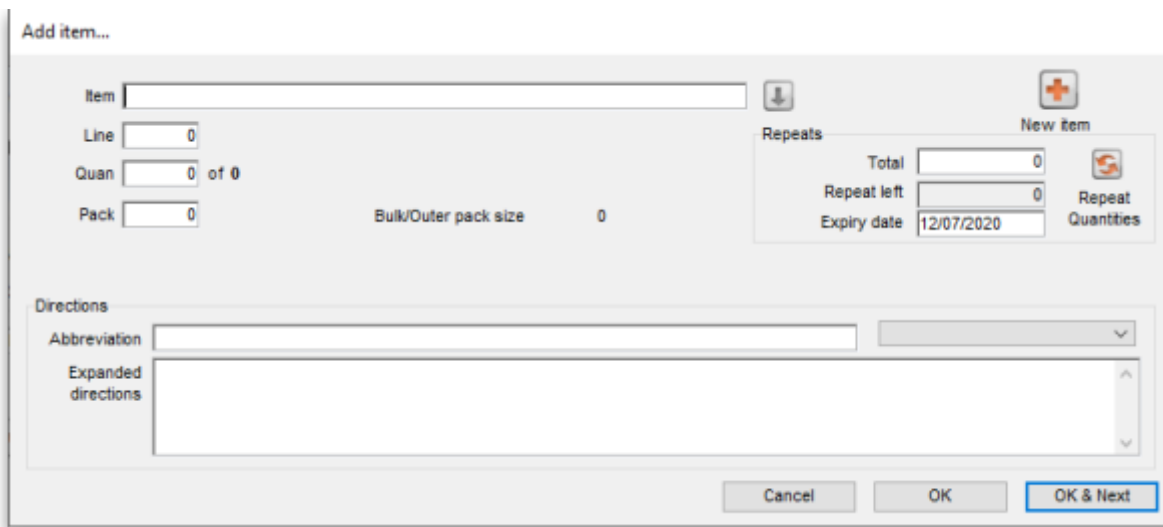 Add item...
Item
New item
Line 0
Repeats
Total 0
Quan 0 of 0
Repeat left 0
Repeat Quantities
Pack 0 Bulk/Outer pack size 0
Expiry date 12/07/2020
Directions
Abbreviation
Expanded directions
Cancel OK OK & Next